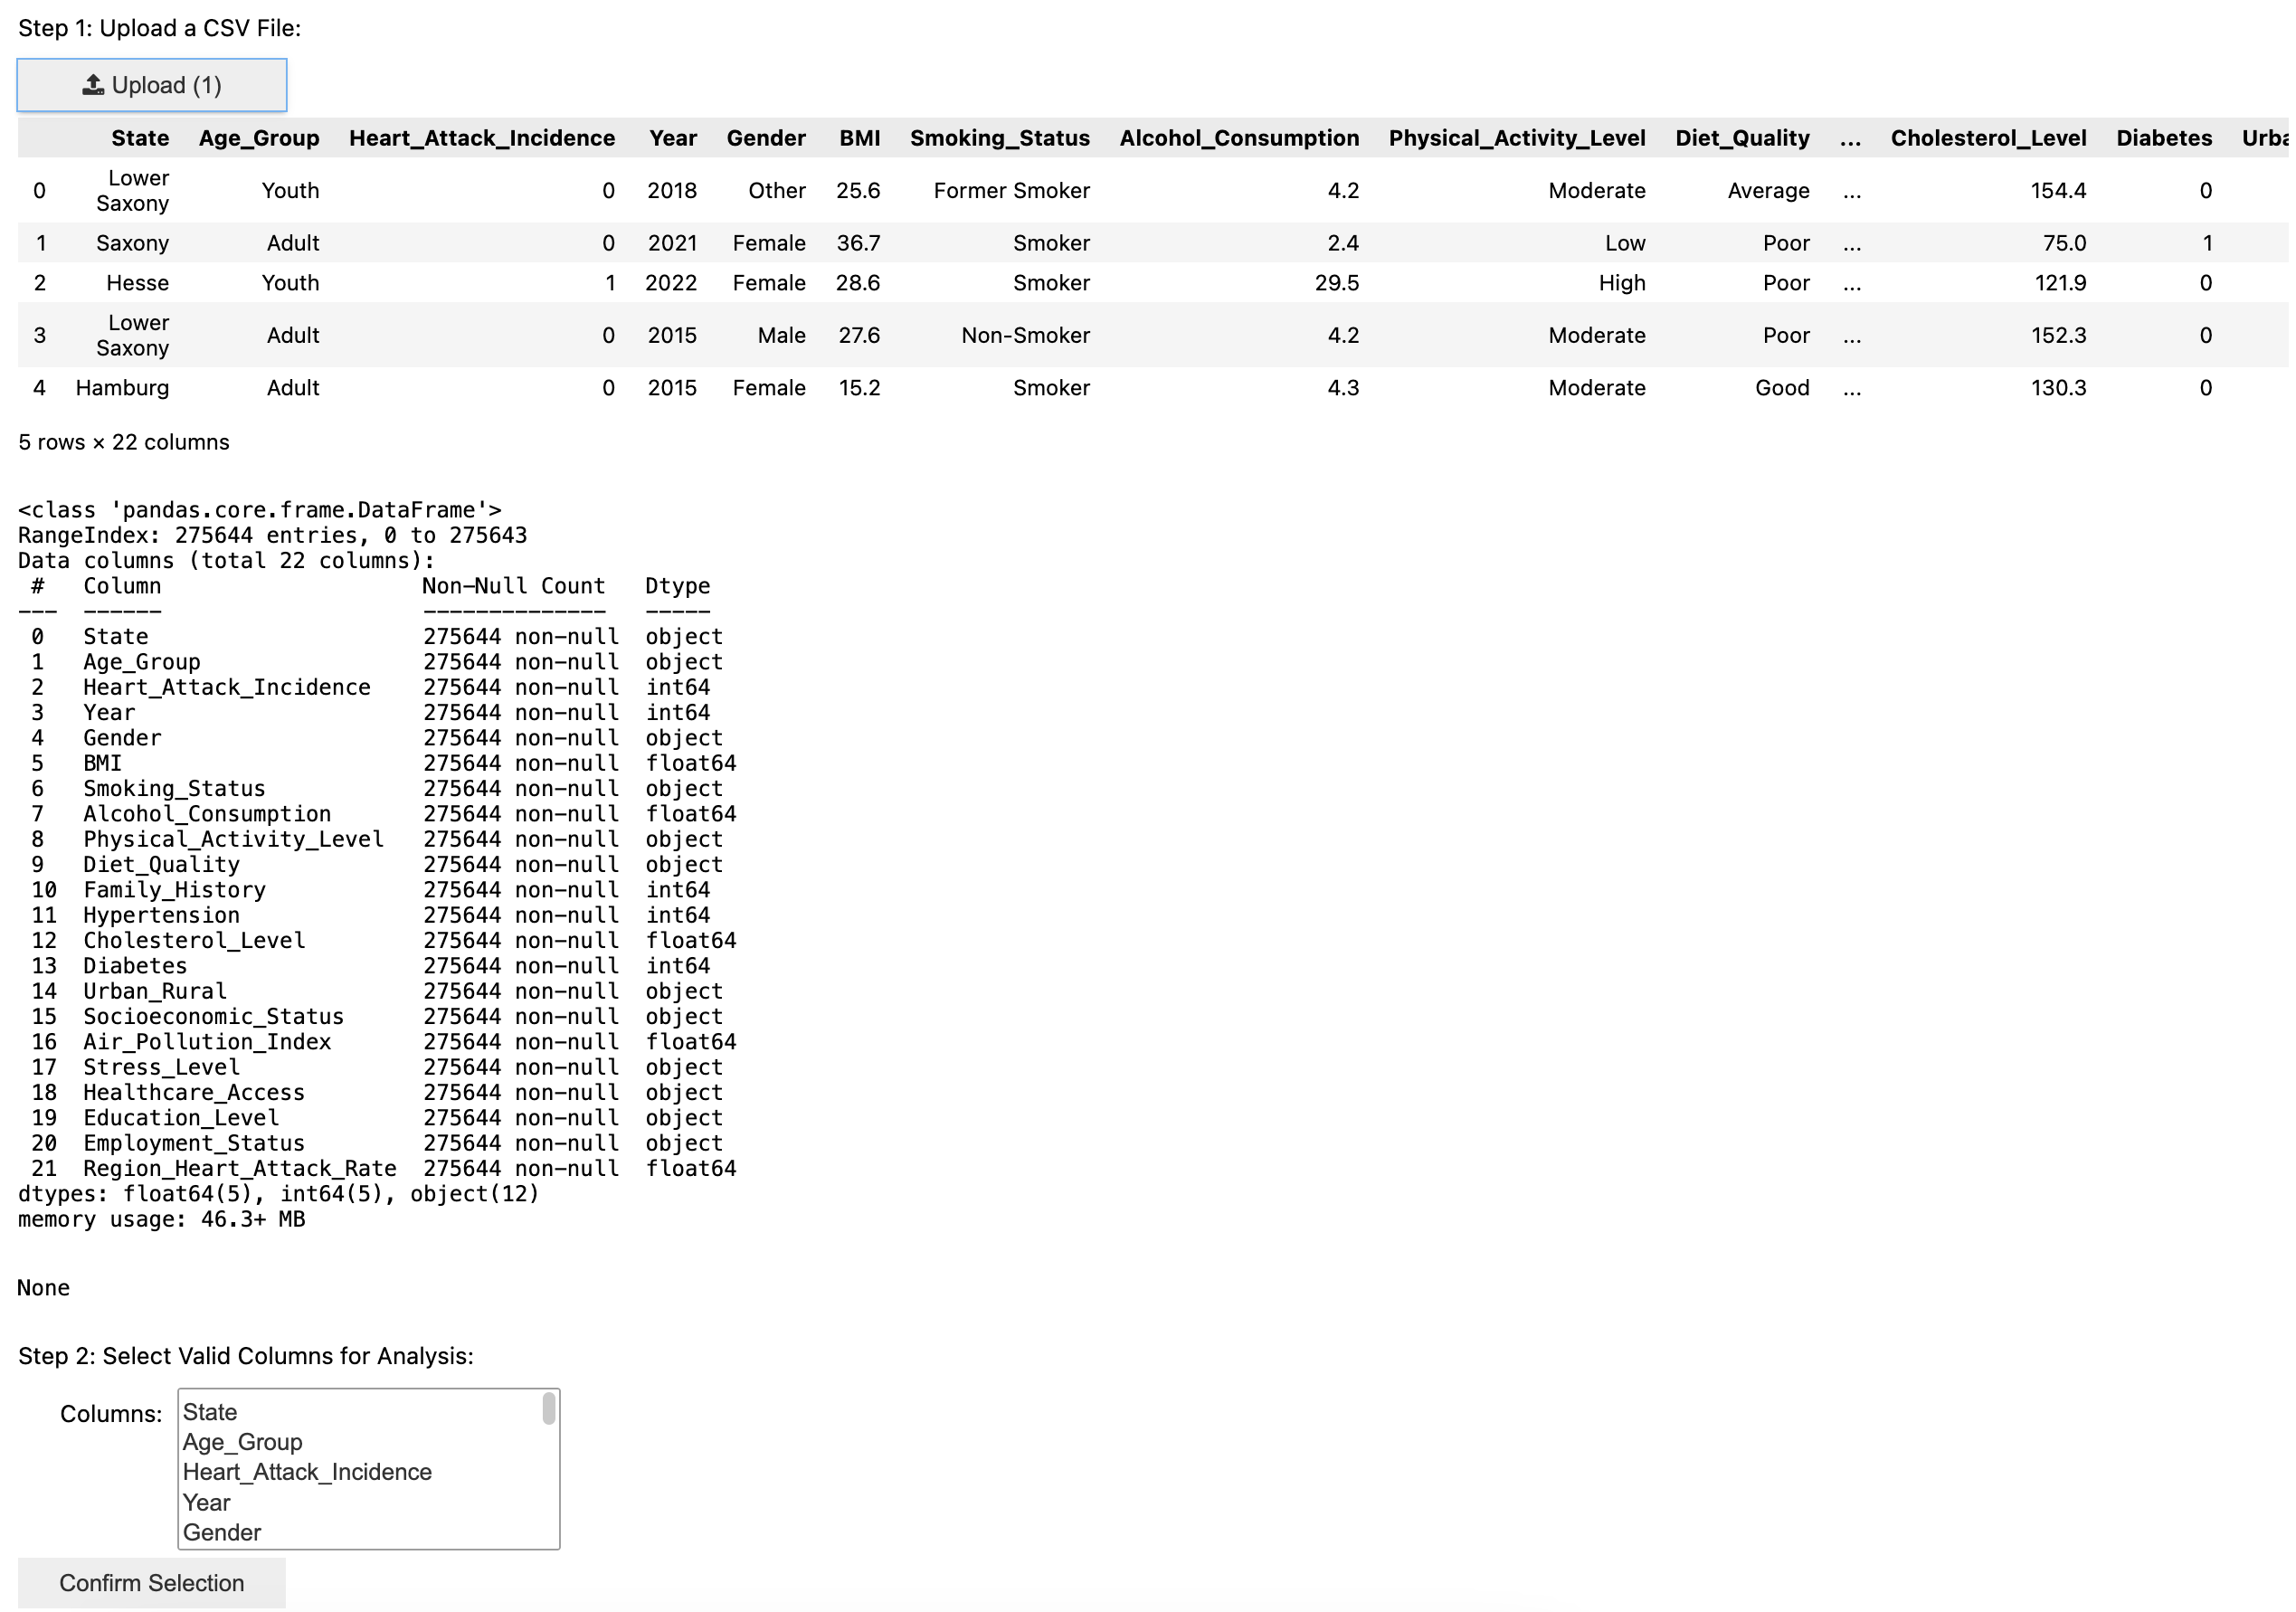 Step 1: Upload a CSV File:
Upload (1)
State Age_Group Heart_Attack_Incidence Year Gender BMI Smoking_Status Alcohol_Consumption Physical_Activity_Level Diet_Quality ... Cholesterol_Level Diabetes Urba
0 Lower Saxony Youth 0 2018 Other 25.6 Former Smoker 4.2 Moderate Average ... 154.4 0
1 Saxony Adult 0 2021 Female 36.7 Smoker 2.4 Low Poor ... 75.0 1
2 Hesse Youth 1 2022 Female 28.6 Smoker 29.5 High Poor ... 121.9 0
3 Lower Saxony Adult 0 2015 Male 27.6 Non-Smoker 4.2 Moderate Poor ... 152.3 0
4 Hamburg Adult 0 2015 Female 15.2 Smoker 4.3 Moderate Good ... 130.3 0
5 rows × 22 columns
<class 'pandas.core.frame.DataFrame'>
RangeIndex: 275644 entries, 0 to 275643
Data columns (total 22 columns):
# Column Non-Null Count Dtype
--- ------ -------------- -----
0 State 275644 non-null object
1 Age_Group 275644 non-null object
2 Heart_Attack_Incidence 275644 non-null int64
3 Year 275644 non-null int64
4 Gender 275644 non-null object
5 BMI 275644 non-null float64
6 Smoking_Status 275644 non-null object
7 Alcohol_Consumption 275644 non-null float64
8 Physical_Activity_Level 275644 non-null object
9 Diet_Quality 275644 non-null object
10 Family_History 275644 non-null int64
11 Hypertension 275644 non-null int64
12 Cholesterol_Level 275644 non-null float64
13 Diabetes 275644 non-null int64
14 Urban_Rural 275644 non-null object
15 Socioeconomic_Status 275644 non-null object
16 Air_Pollution_Index 275644 non-null float64
17 Stress_Level 275644 non-null object
18 Healthcare_Access 275644 non-null object
19 Education_Level 275644 non-null object
20 Employment_Status 275644 non-null object
21 Region_Heart_Attack_Rate 275644 non-null float64
dtypes: float64(5), int64(5), object(12)
memory usage: 46.3+ MB
None
Step 2: Select Valid Columns for Analysis:
Columns:
State
Age_Group
Heart_Attack_Incidence
Year
Gender
Confirm Selection